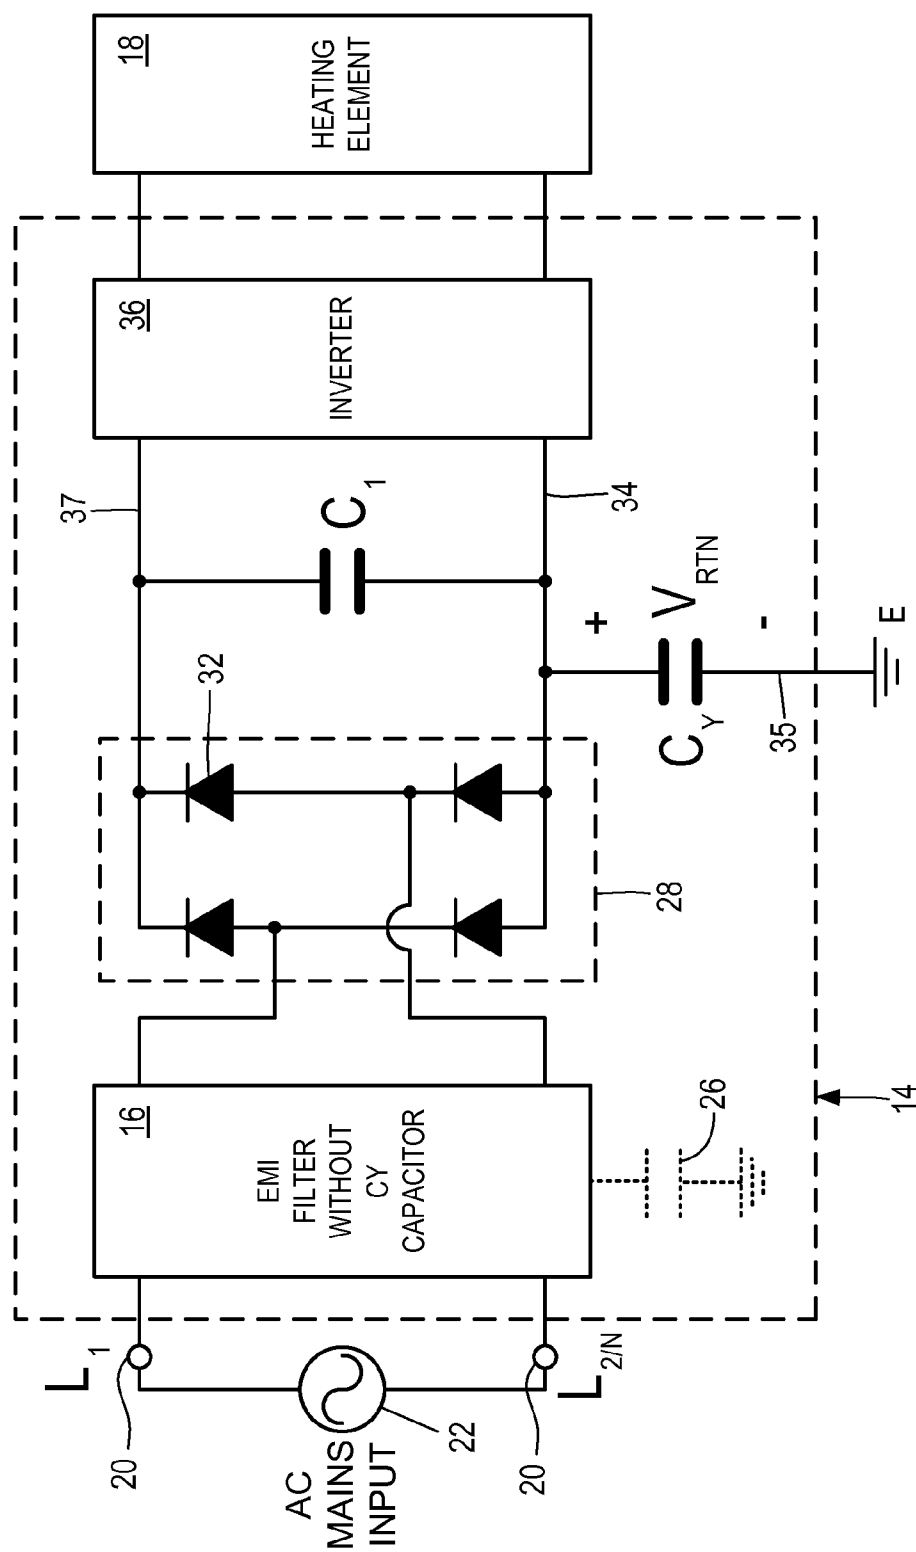 18
HEATING
ELEMENT
36
INVERTER
37
C1
34
VRTN
+
-
CY
35
E
32
28
16
EMI
FILTER
WITHOUT
CY
CAPACITOR
26
14
L1
L2/N
20
20
22
AC
MAINS
INPUT